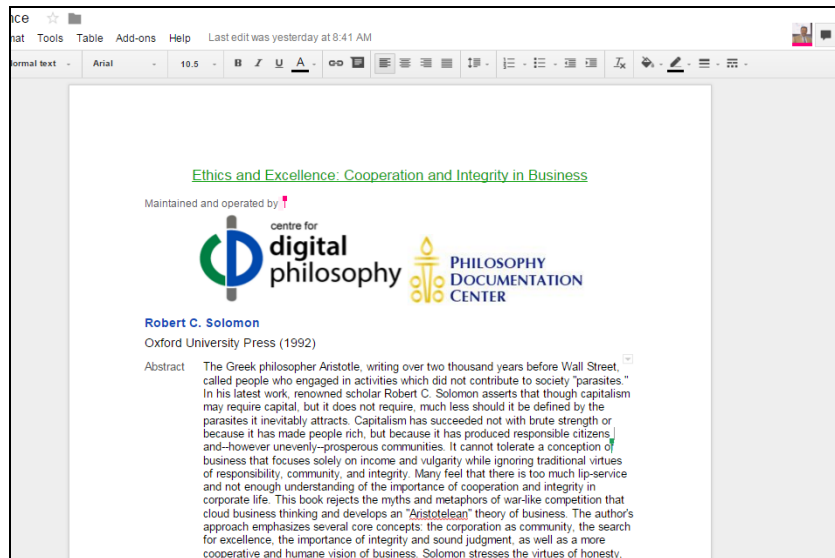 nce
mat Tools Table Add-ons Help Last edit was yesterday at 8:41 AM
Normal text Arial 10.5 B I U A
Ethics and Excellence: Cooperation and Integrity in Business
Maintained and operated by
centre for
digital
philosophy
PHILOSOPHY
DOCUMENTATION
CENTER
Robert C. Solomon
Oxford University Press (1992)
Abstract The Greek philosopher Aristotle, writing over two thousand years before Wall Street,
called people who engaged in activities which did not contribute to society "parasites."
In his latest work, renowned scholar Robert C. Solomon asserts that though capitalism
may require capital, but it does not require, much less should it be defined by the
parasites it inevitably attracts. Capitalism has succeeded not with brute strength or
because it has made people rich, but because it has produced responsible citizens
and--however unevenly--prosperous communities. It cannot tolerate a conception of
business that focuses solely on income and vulgarity while ignoring traditional virtues
of responsibility, community, and integrity. Many feel that there is too much lip-service
and not enough understanding of the importance of cooperation and integrity in
corporate life. This book rejects the myths and metaphors of war-like competition that
cloud business thinking and develops an "Aristotelean" theory of business. The author's
approach emphasizes several core concepts: the corporation as community, the search
for excellence, the importance of integrity and sound judgment, as well as a more
cooperative and humane vision of business. Solomon stresses the virtues of honesty,